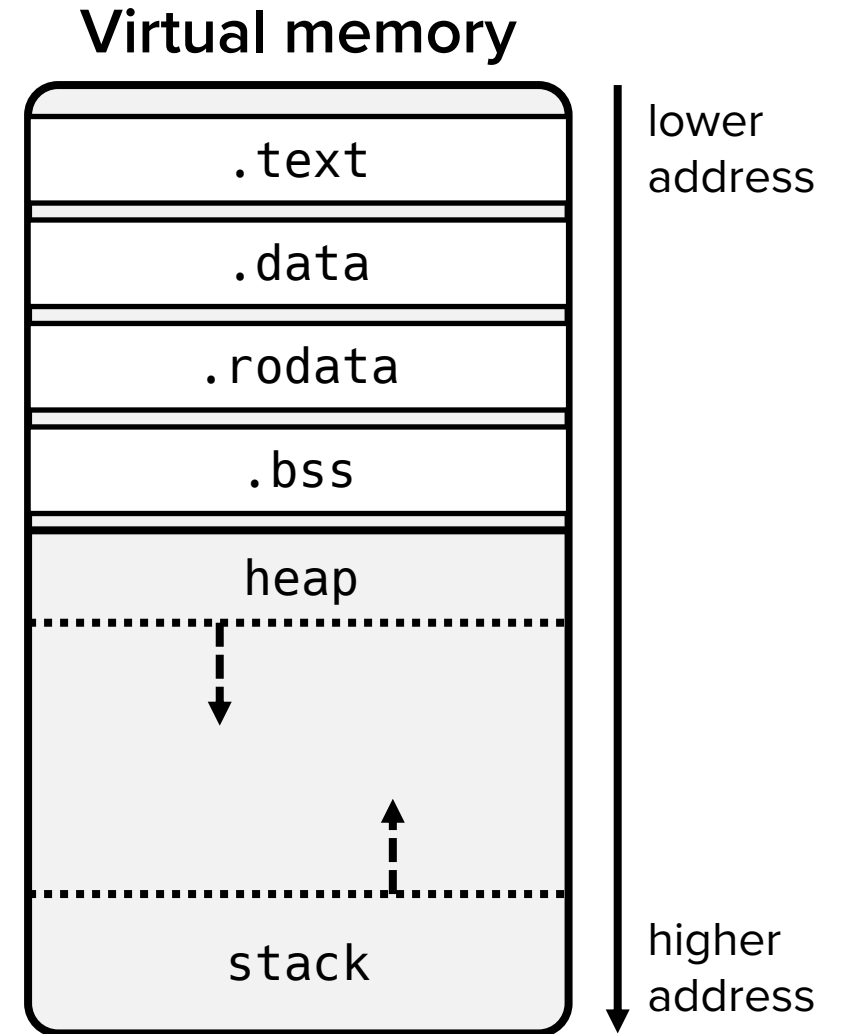 Virtual memory
lower
address
.text
.data
.rodata
.bss
heap
stack
higher
address